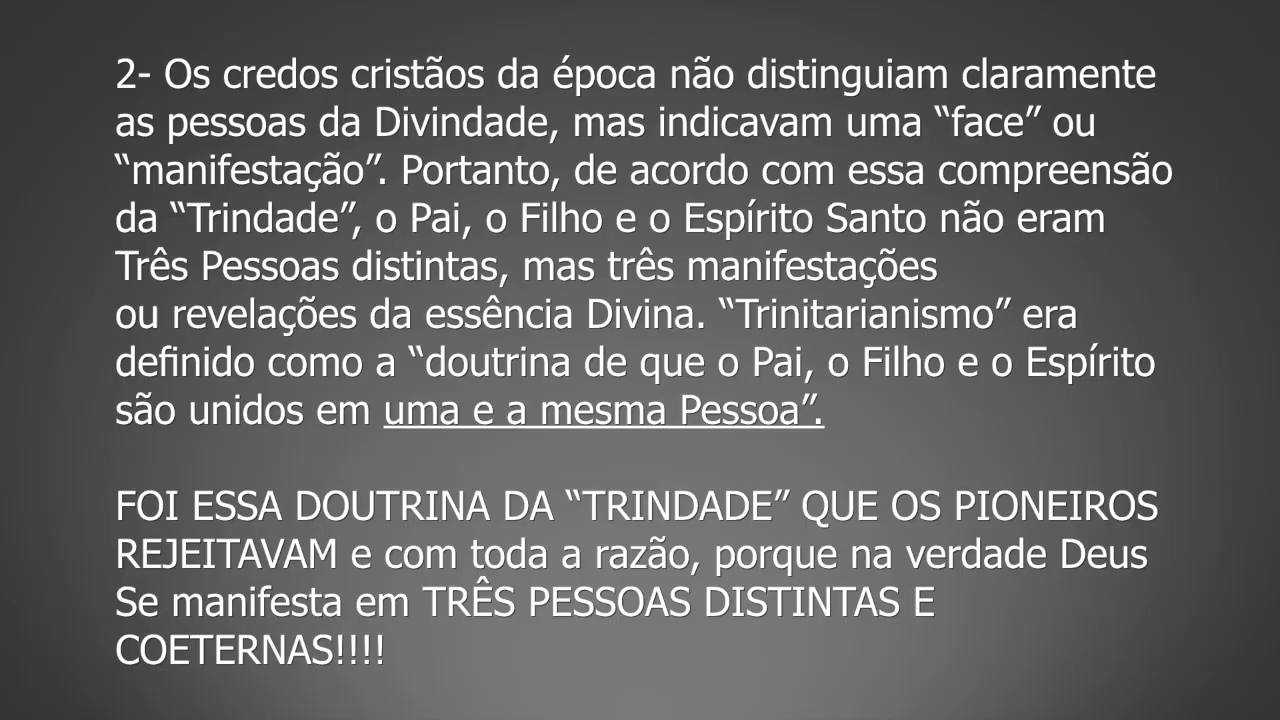 2- Os credos cristãos da época não distinguiam claramente
as pessoas da Divindade, mas indicavam uma “face” ou
“manifestação”. Portanto, de acordo com essa compreensão
da “Trindade”, o Pai, o Filho e o Espírito Santo não eram
Três Pessoas distintas, mas três manifestações
ou revelações da essência Divina. “Trinitarianismo” era
definido como a “doutrina de que o Pai, o Filho e o Espírito
são unidos em uma e a mesma Pessoa”.
FOI ESSA DOUTRINA DA “TRINDADE” QUE OS PIONEIROS
REJEITAVAM e com toda a razão, porque na verdade Deus
Se manifesta em TRÊS PESSOAS DISTINTAS E
COETERNAS!!!!